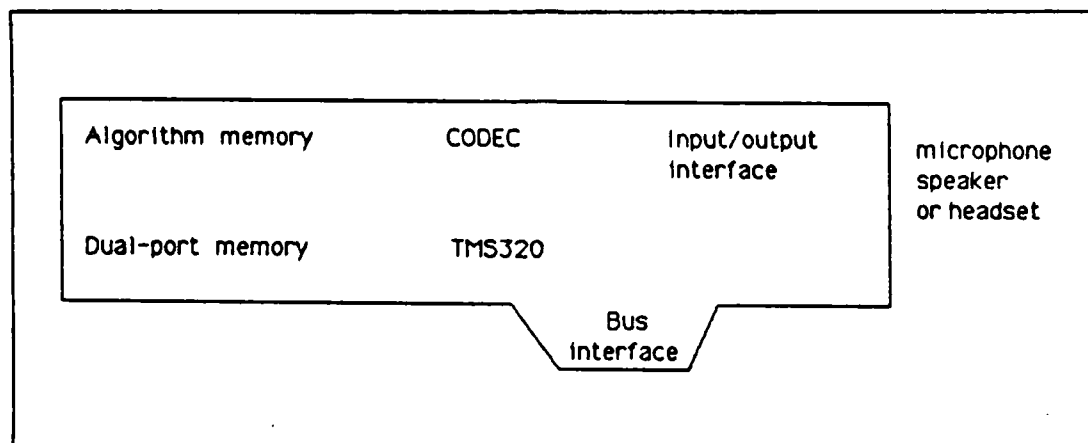 Algorithm memory
CODEC
Input/output
interface
microphone
speaker
or headset
Dual-port memory
TMS320
Bus
interface